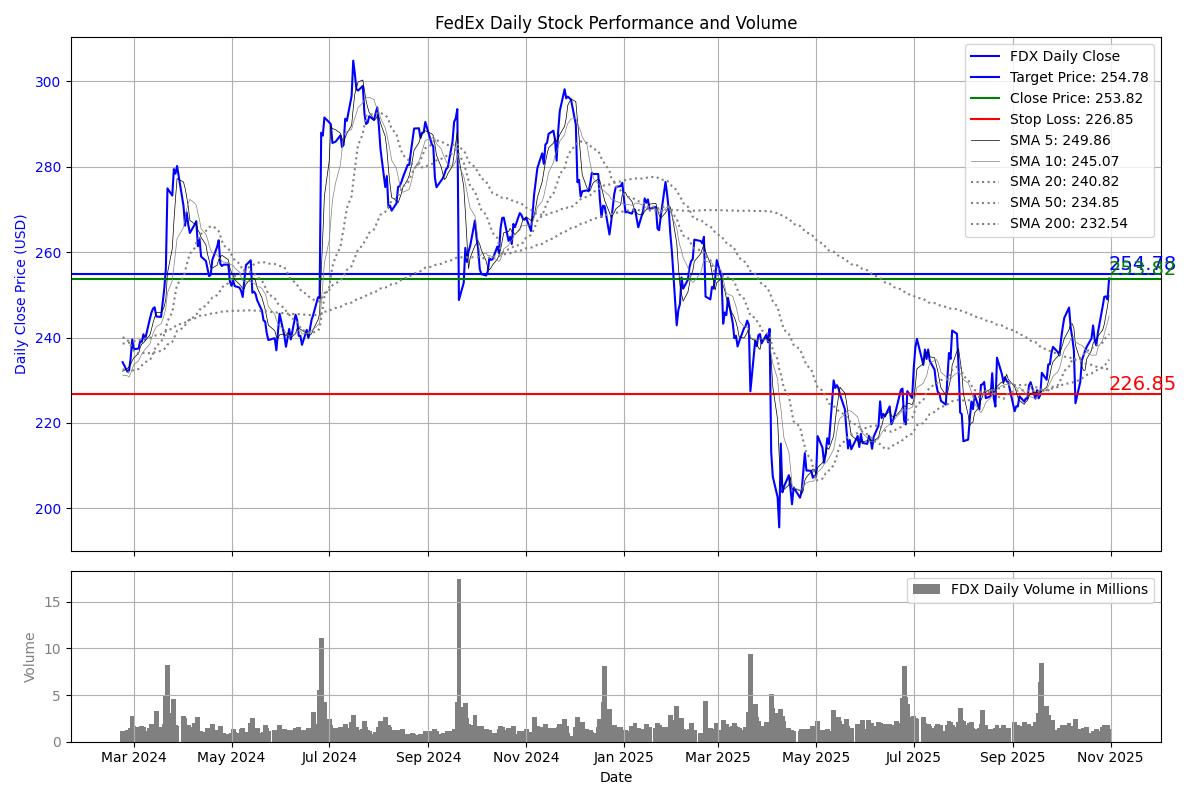 FedEx Daily Stock Performance and Volume
Daily Close Price (USD)
300
280
260
240
220
200
FDX Daily Close
Target Price: 254.78
Close Price: 253.82
Stop Loss: 226.85
SMA 5: 249.86
SMA 10: 245.07
SMA 20: 240.82
SMA 50: 234.85
SMA 200: 232.54
254.78
253.82
226.85
Volume
15
10
5
0
FDX Daily Volume in Millions
Mar 2024 May 2024 Jul 2024 Sep 2024 Nov 2024 Jan 2025 Mar 2025 May 2025 Jul 2025 Sep 2025 Nov 2025
Date